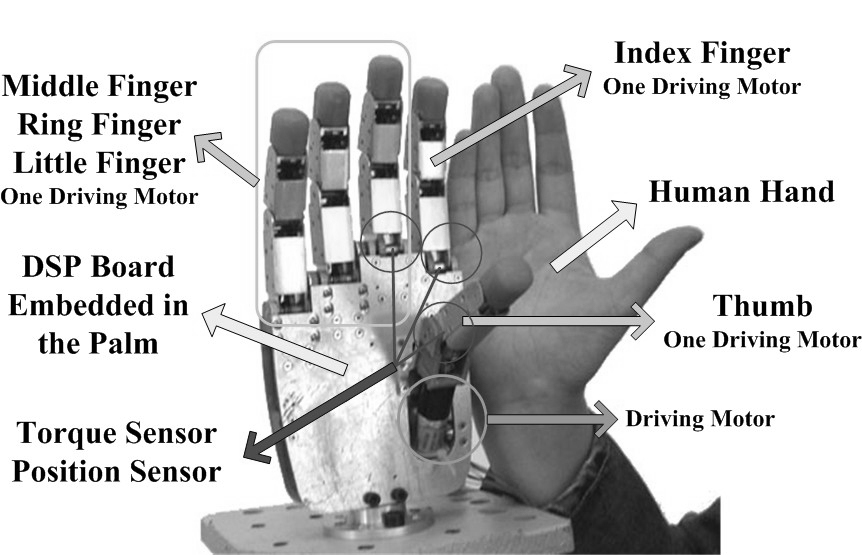 Middle Finger
Ring Finger
Little Finger
One Driving Motor
DSP Board
Embedded in
the Palm
Torque Sensor
Position Sensor
Index Finger
One Driving Motor
Human Hand
Thumb
One Driving Motor
Driving Motor